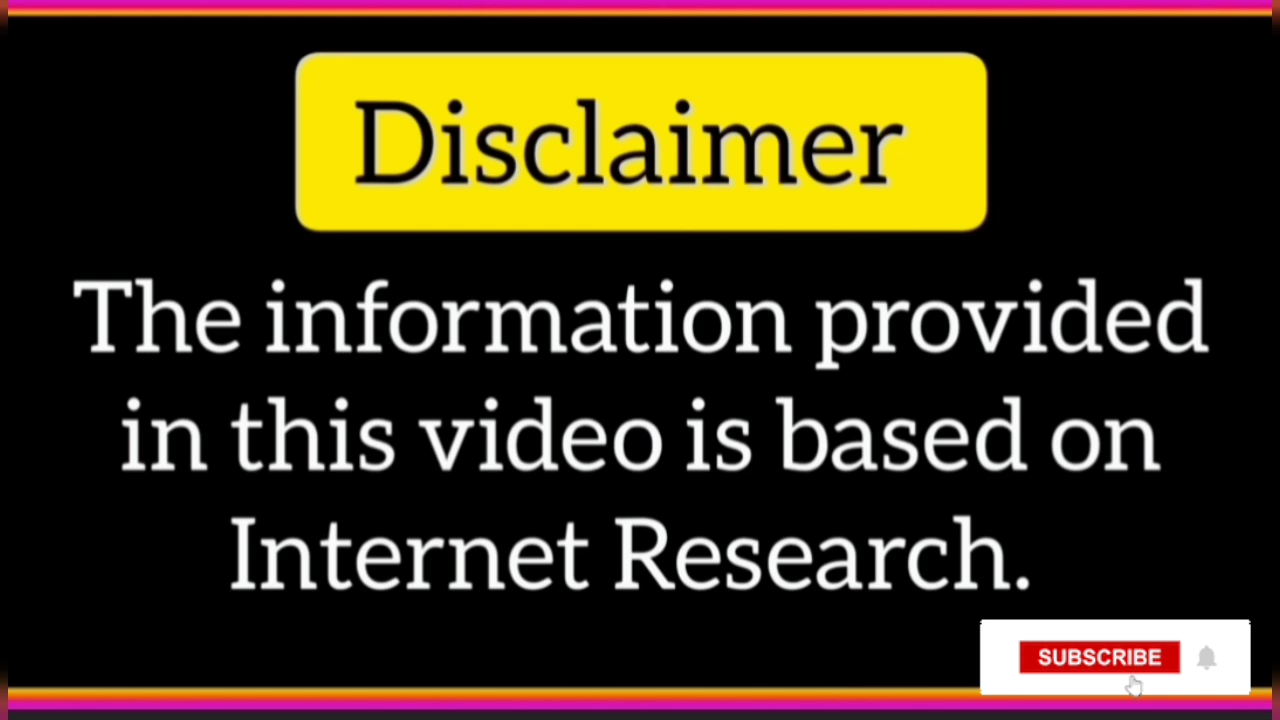 Disclaimer
The information provided
in this video is based on
Internet Research.
SUBSCRIBE